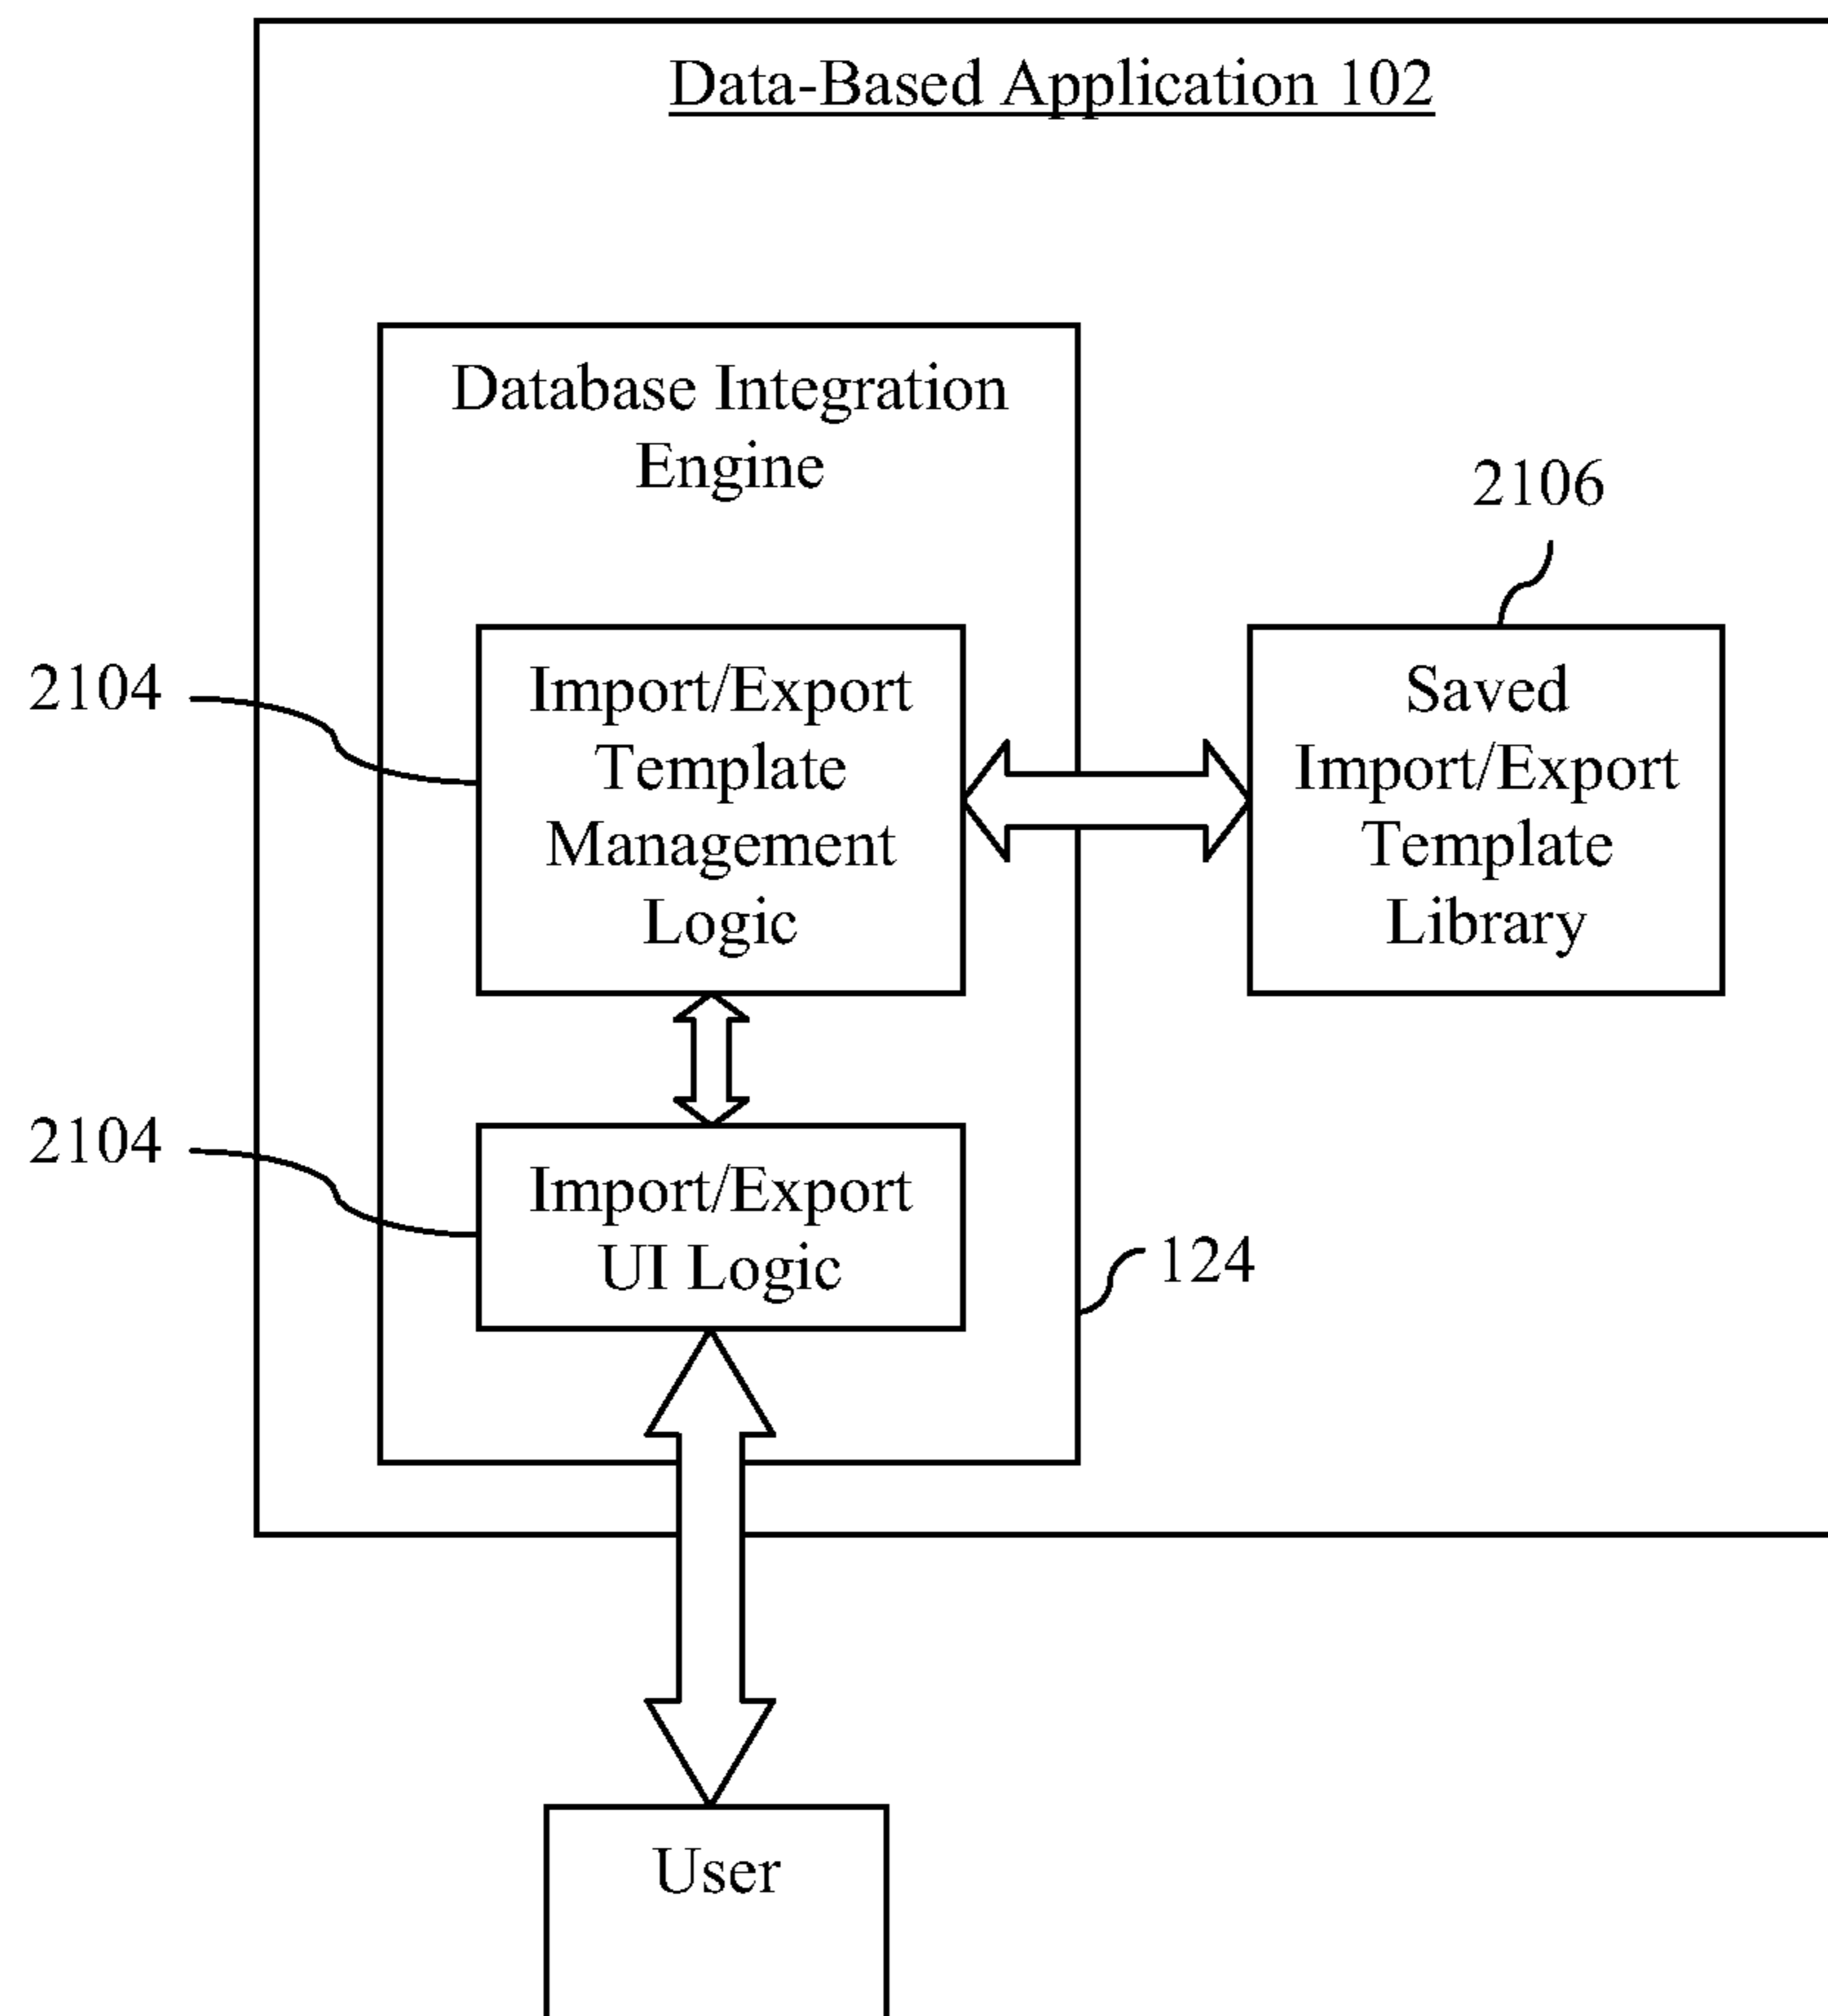 Data-Based Application 102
Database Integration
Engine
2106
2104
Import/Export
Template
Management
Logic
Saved
Import/Export
Template
Library
2104
Import/Export
UI Logic
124
User